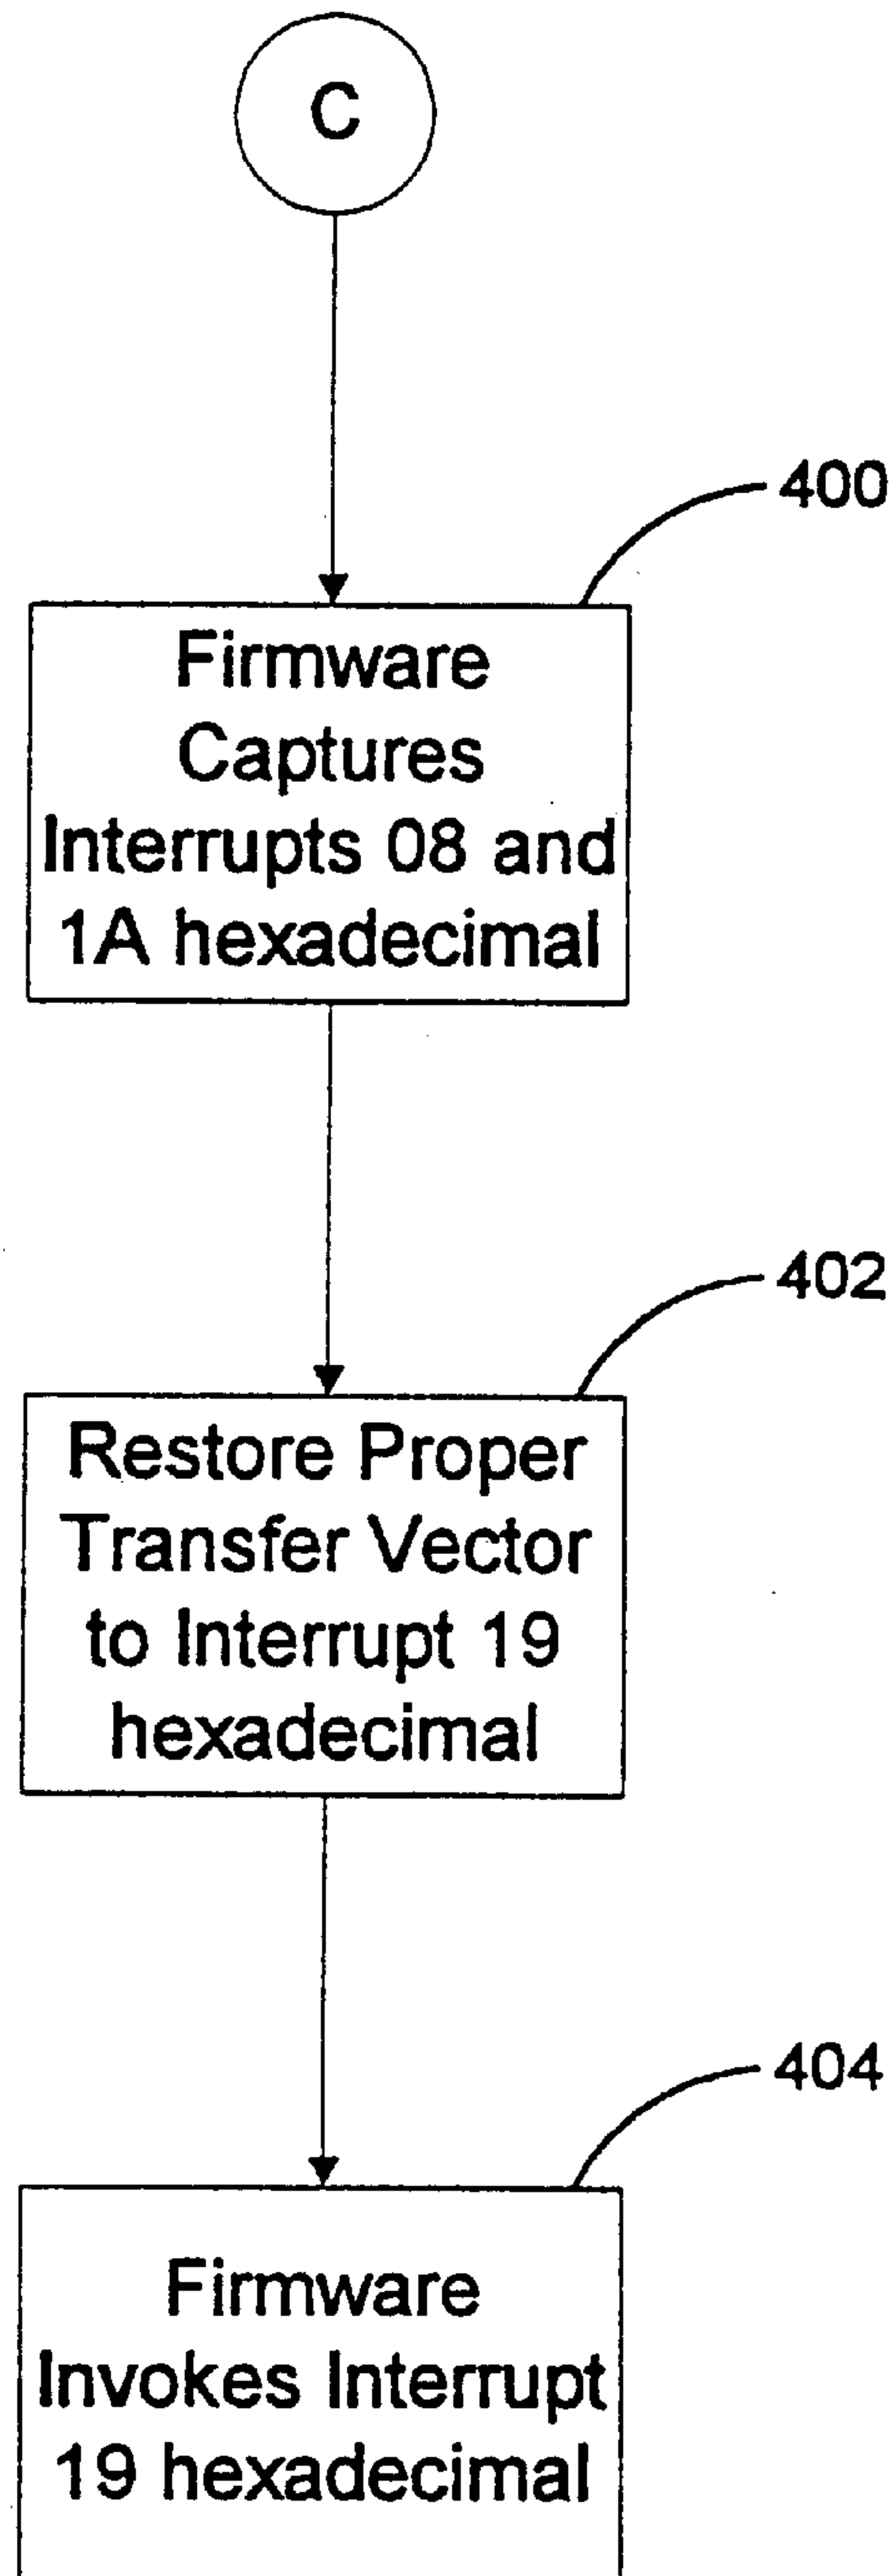 C
400
Firmware
Captures
Interrupts 08 and
1A hexadecimal
402
Restore Proper
Transfer Vector
to Interrupt 19
hexadecimal
404
Firmware
Invokes Interrupt
19 hexadecimal